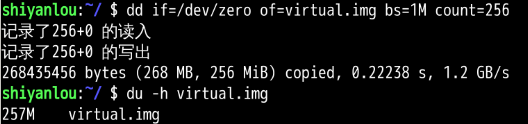 shiyanlou:~/ $ dd if=/dev/zero of=virtual.img bs=1M count=256
记录了256+0 的读入
记录了256+0 的写出
268435456 bytes (268 MB, 256 MiB) copied, 0.22238 s, 1.2 GB/s
shiyanlou:~/ $ du -h virtual.img
257M    virtual.img